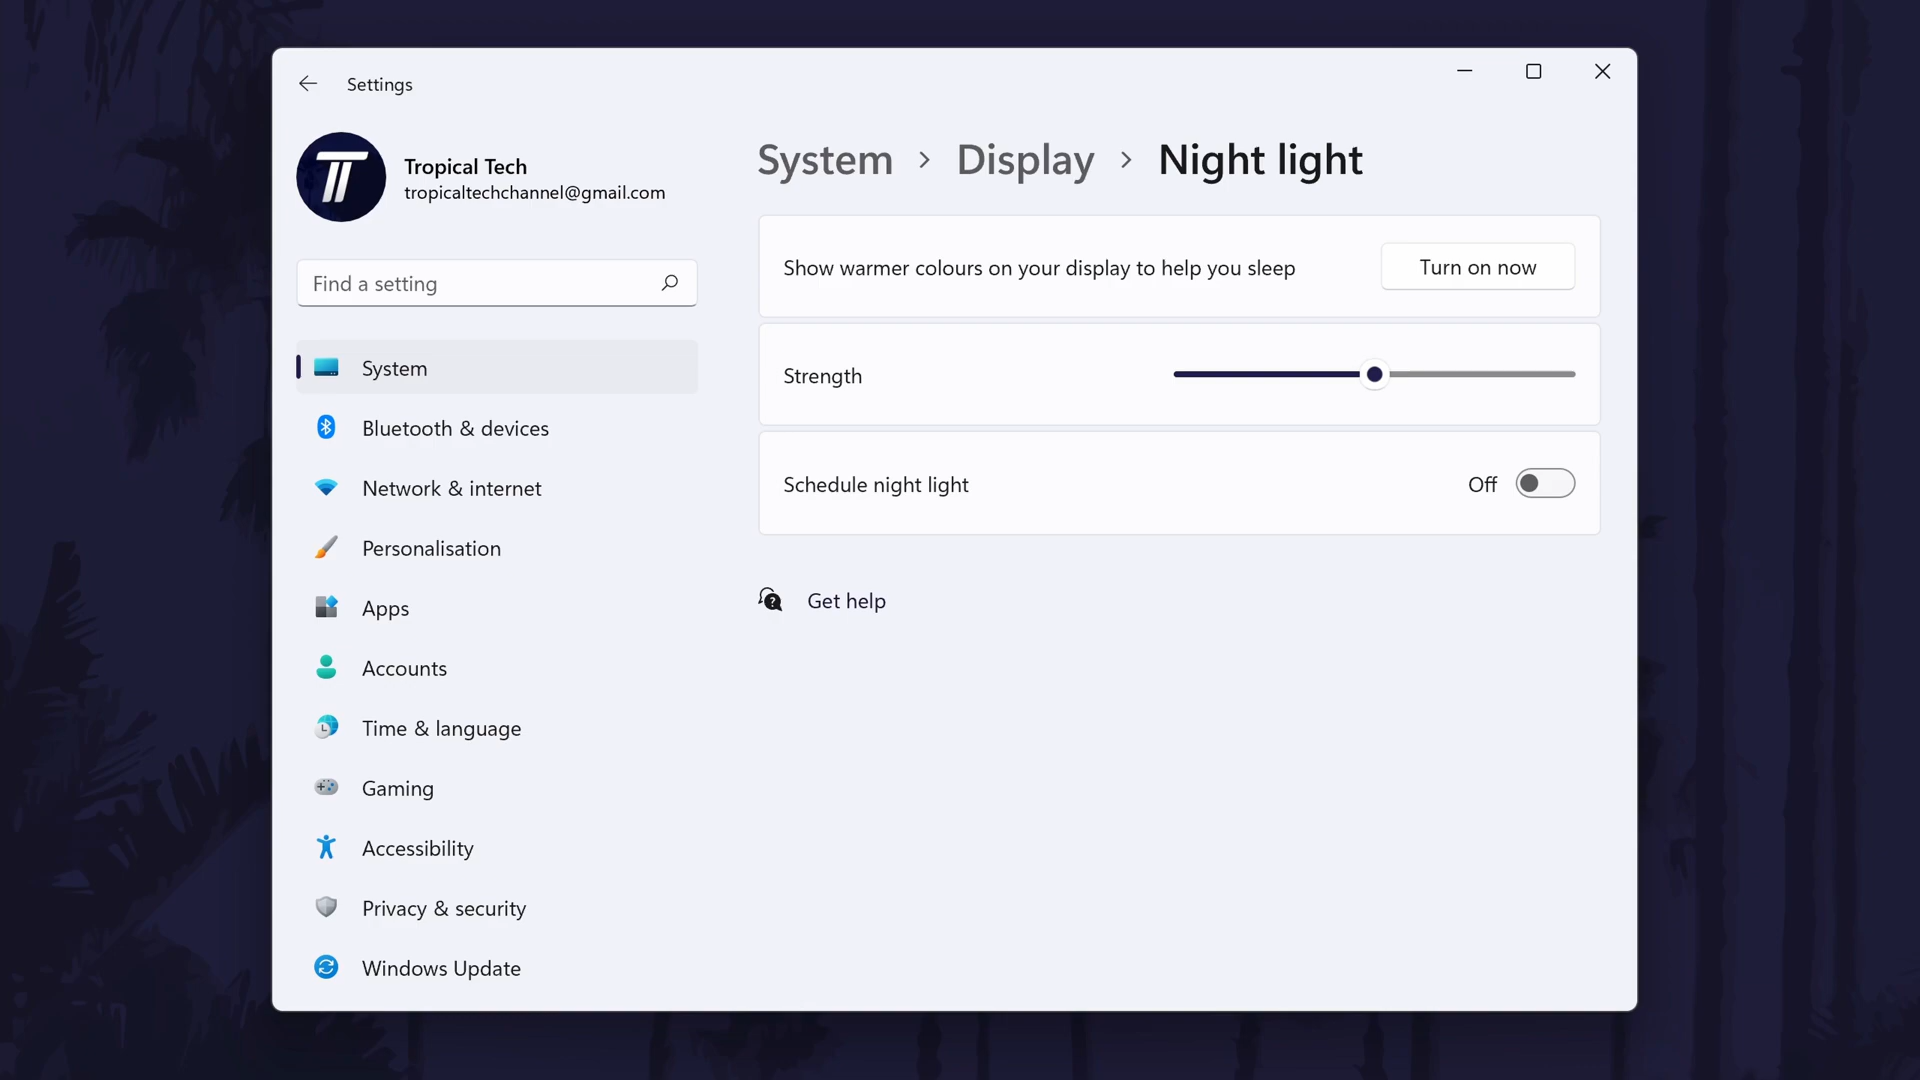 Settings
Tropical Tech
tropicaltechchannel@gmail.com
Find a setting
System
Bluetooth & devices
Network & internet
Personalisation
Apps
Accounts
Time & language
Gaming
Accessibility
Privacy & security
Windows Update
System > Display > Night light
Show warmer colours on your display to help you sleep
Turn on now
Strength
Schedule night light
Off
Get help